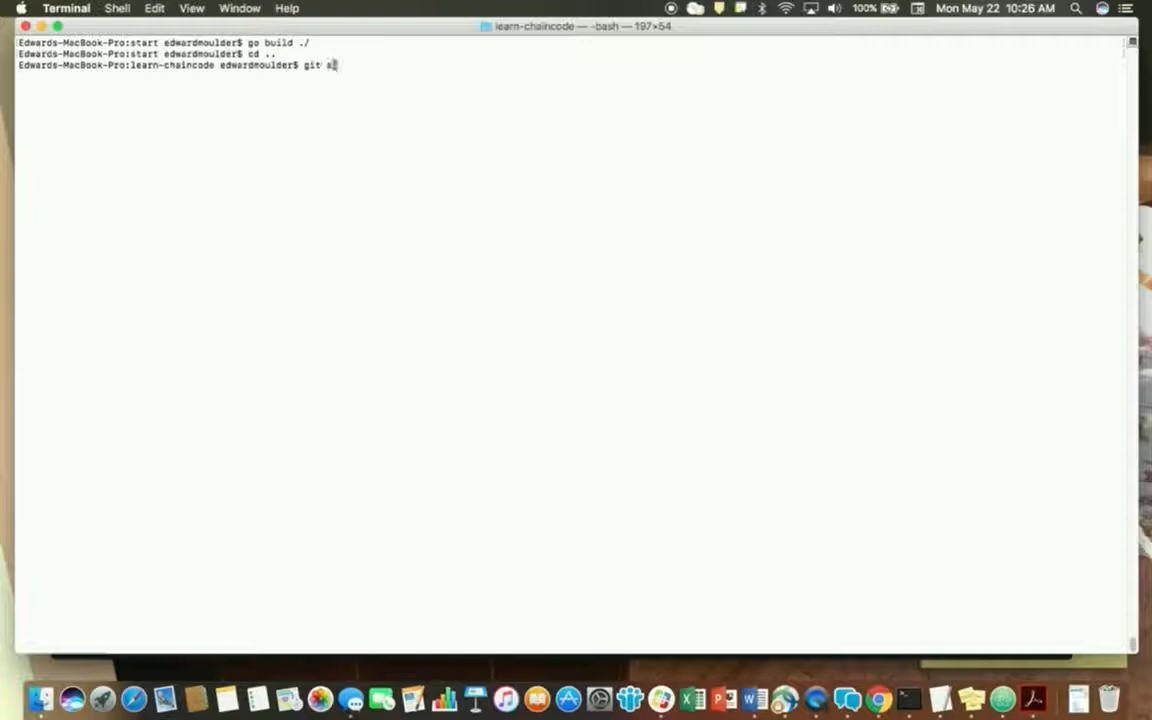 Terminal Shell Edit View Window Help 100% Mon May 22 10:26 AM
learn-chaincode — -bash — 197×54
Edwards-MacBook-Pro:start edwardmoulder$ go build ./
Edwards-MacBook-Pro:start edwardmoulder$ cd ..
Edwards-MacBook-Pro:learn-chaincode edwardmoulder$ git